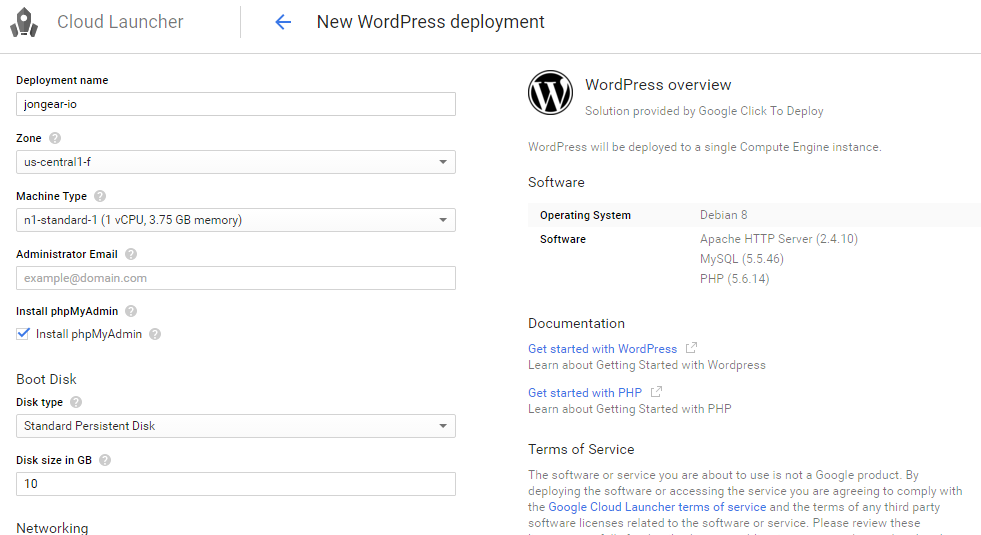 Cloud Launcher
New WordPress deployment
Deployment name
jongear-io
Zone
us-central1-f
Machine Type
n1-standard-1 (1 vCPU, 3.75 GB memory)
Administrator Email
example@domain.com
Install phpMyAdmin
Install phpMyAdmin
Boot Disk
Disk type
Standard Persistent Disk
Disk size in GB
10
Networking
WordPress overview
Solution provided by Google Click To Deploy
WordPress will be deployed to a single Compute Engine instance.
Software
Operating System Debian 8
Software Apache HTTP Server (2.4.10)
MySQL (5.5.46)
PHP (5.6.14)
Documentation
Get started with WordPress
Learn about Getting Started with Wordpress
Get started with PHP
Learn about Getting Started with PHP
Terms of Service
The software or service you are about to use is not a Google product. By
deploying the software or accessing the service you are agreeing to comply with
the Google Cloud Launcher terms of service and the terms of any third party
software licenses related to the software or service. Please review these